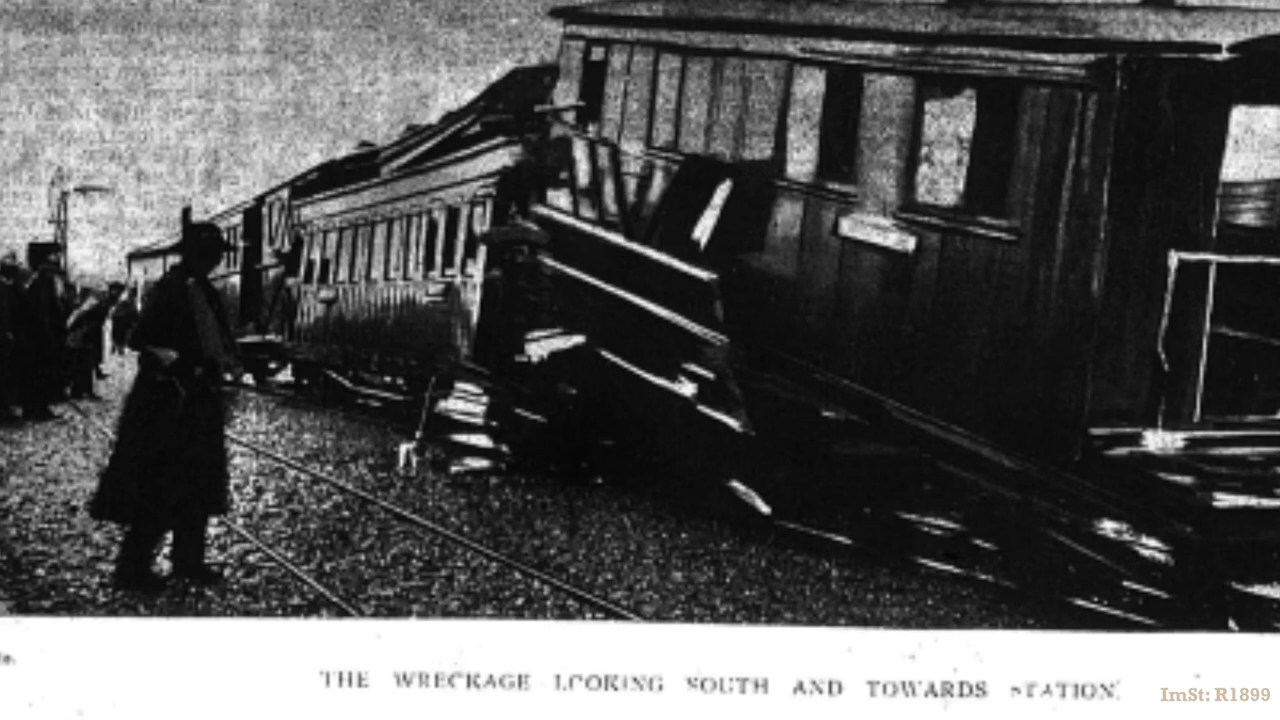 THE WRECKAGE LOOKING SOUTH AND TOWARDS STATION.
ImSt: R1899